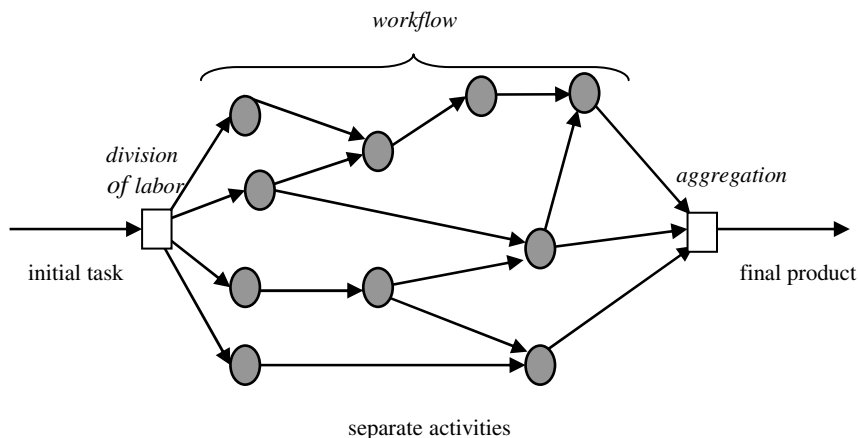 workflow
division
of labor
aggregation
initial task
final product
separate activities